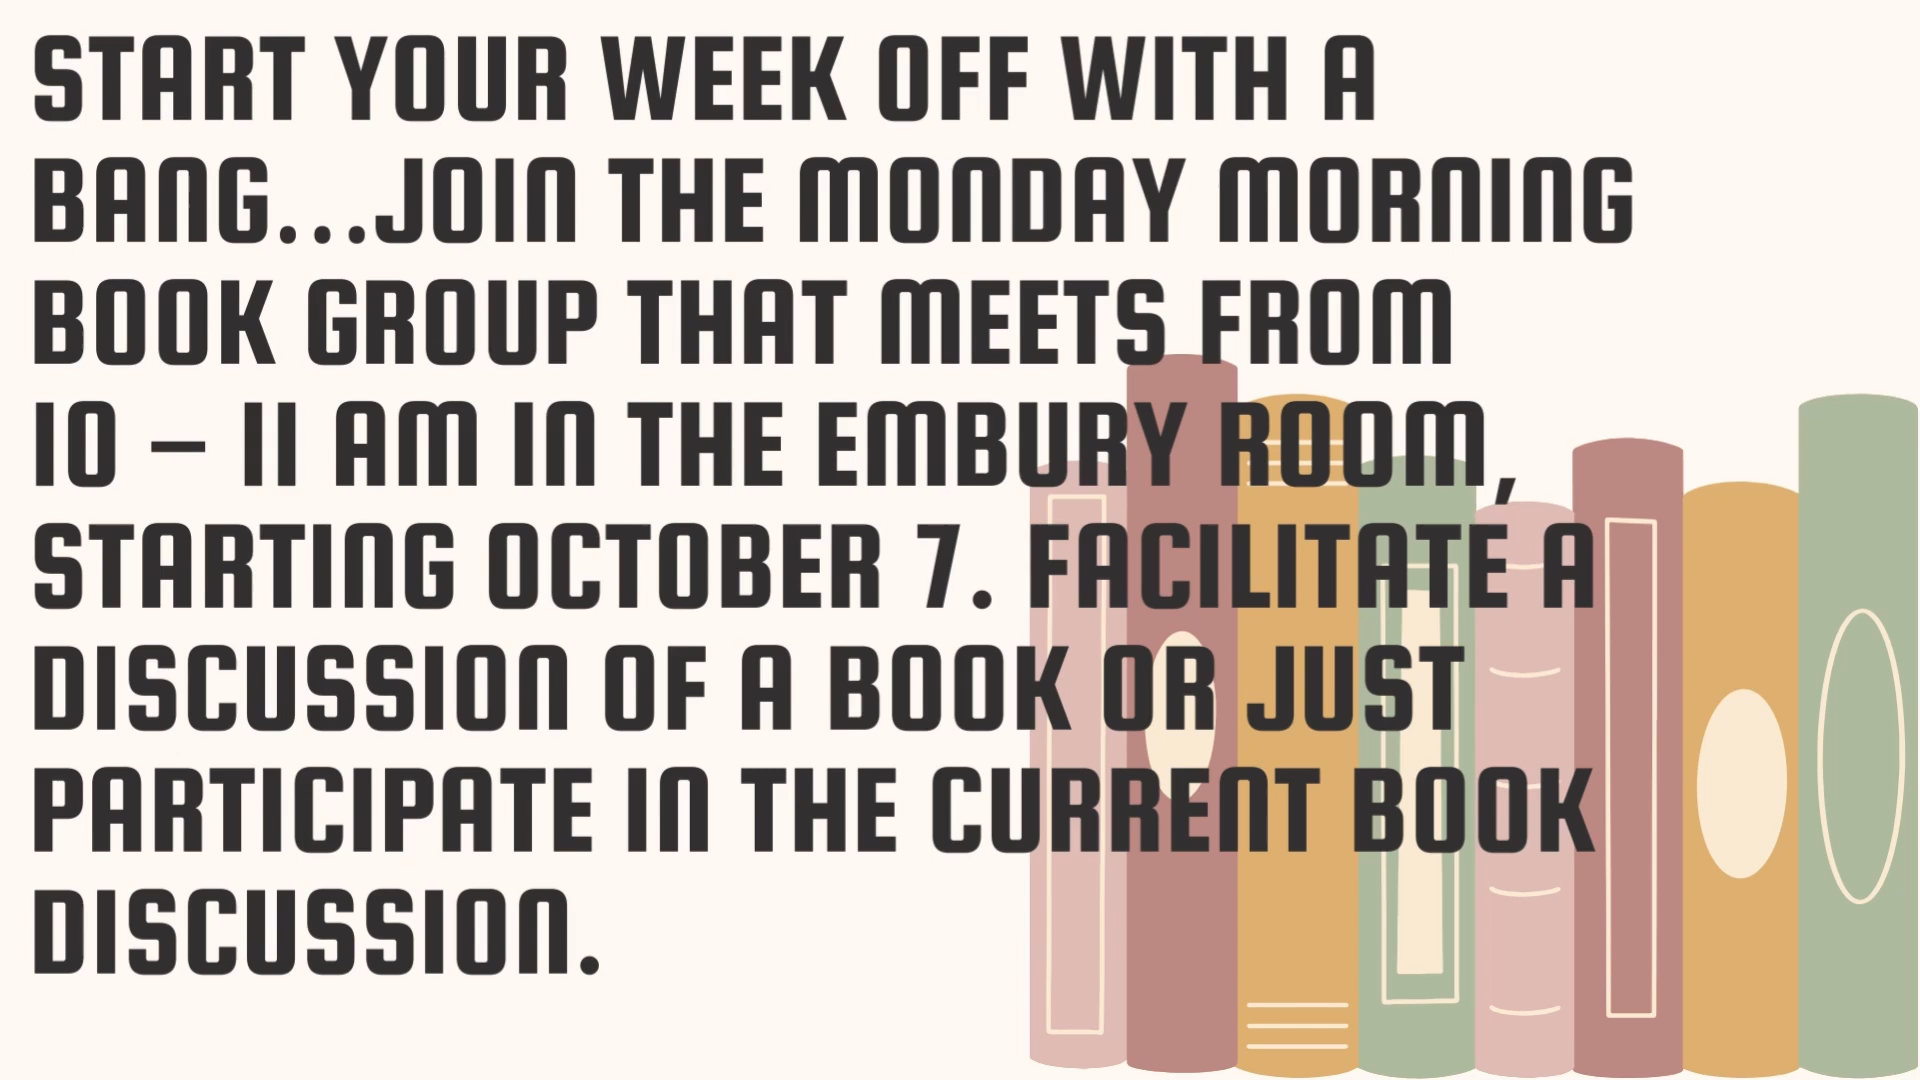 START YOUR WEEK OFF WITH A
BANG...JOIN THE MONDAY MORNING
BOOK GROUP THAT MEETS FROM
10 – 11 AM IN THE EMBURY ROOM,
STARTING OCTOBER 7. FACILITATE A
DISCUSSION OF A BOOK OR JUST
PARTICIPATE IN THE CURRENT BOOK
DISCUSSION.